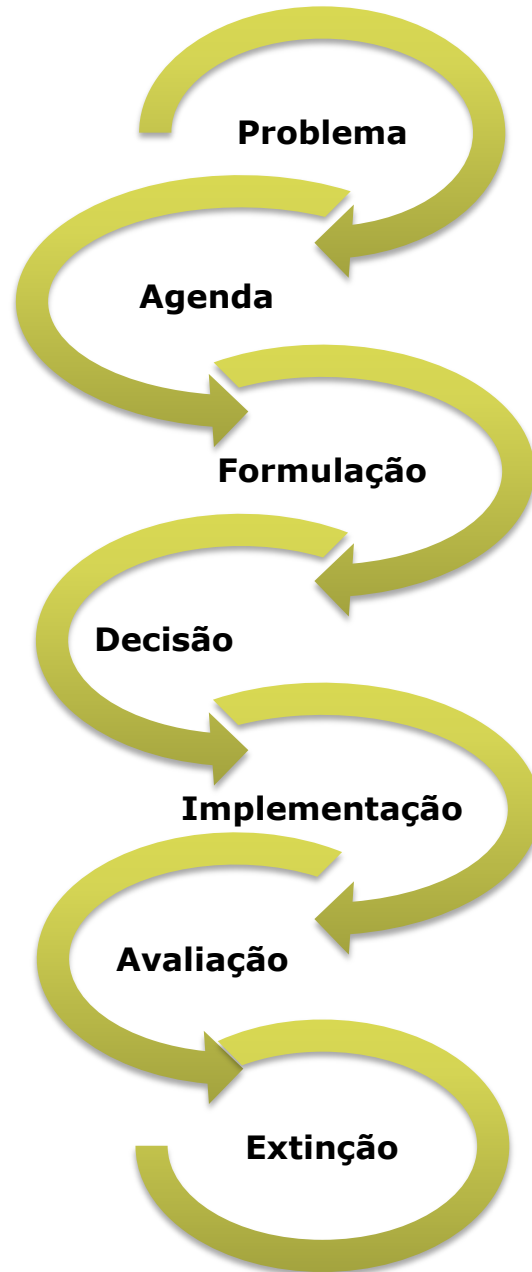 Problema
Agenda
Formulação
Decisão
Implementação
Avaliação
Extinção